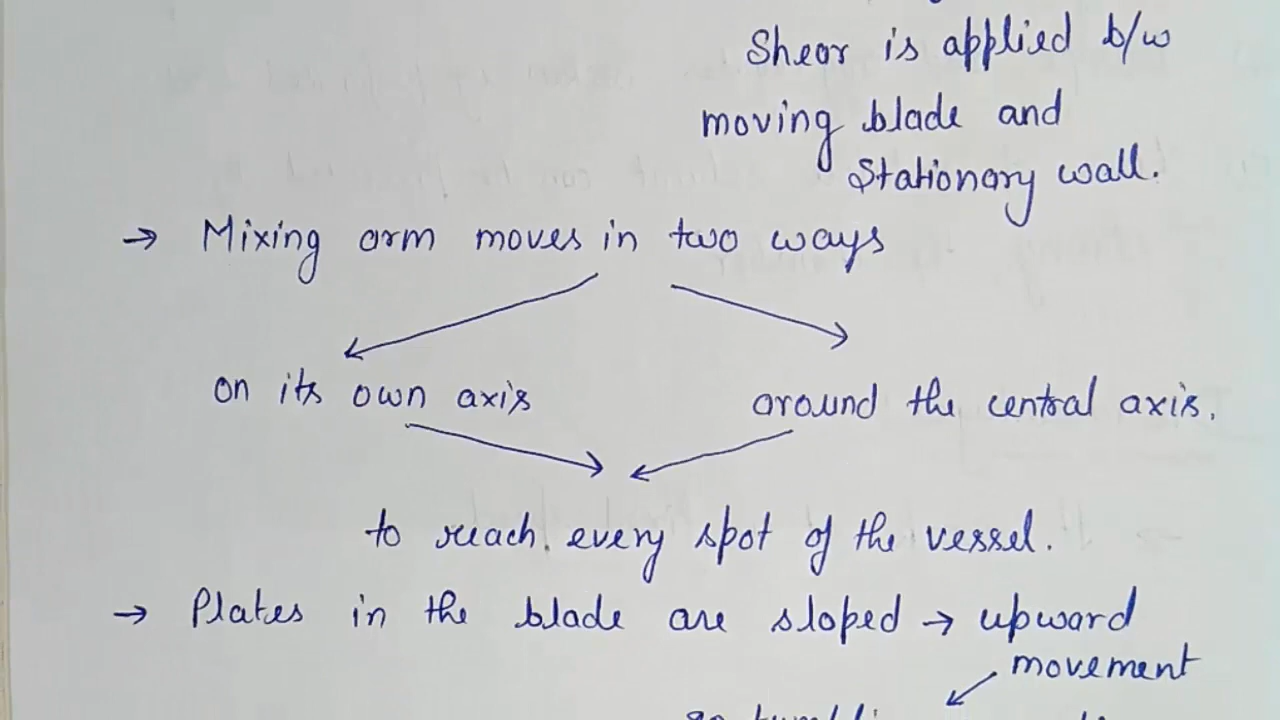 Shear is applied b/w
moving blade and
Stationary wall.
→ Mixing arm moves in two ways
on its own axis
around the central axis.
to reach every spot of the vessel.
→ Plates in the blade are sloped → upward
movement